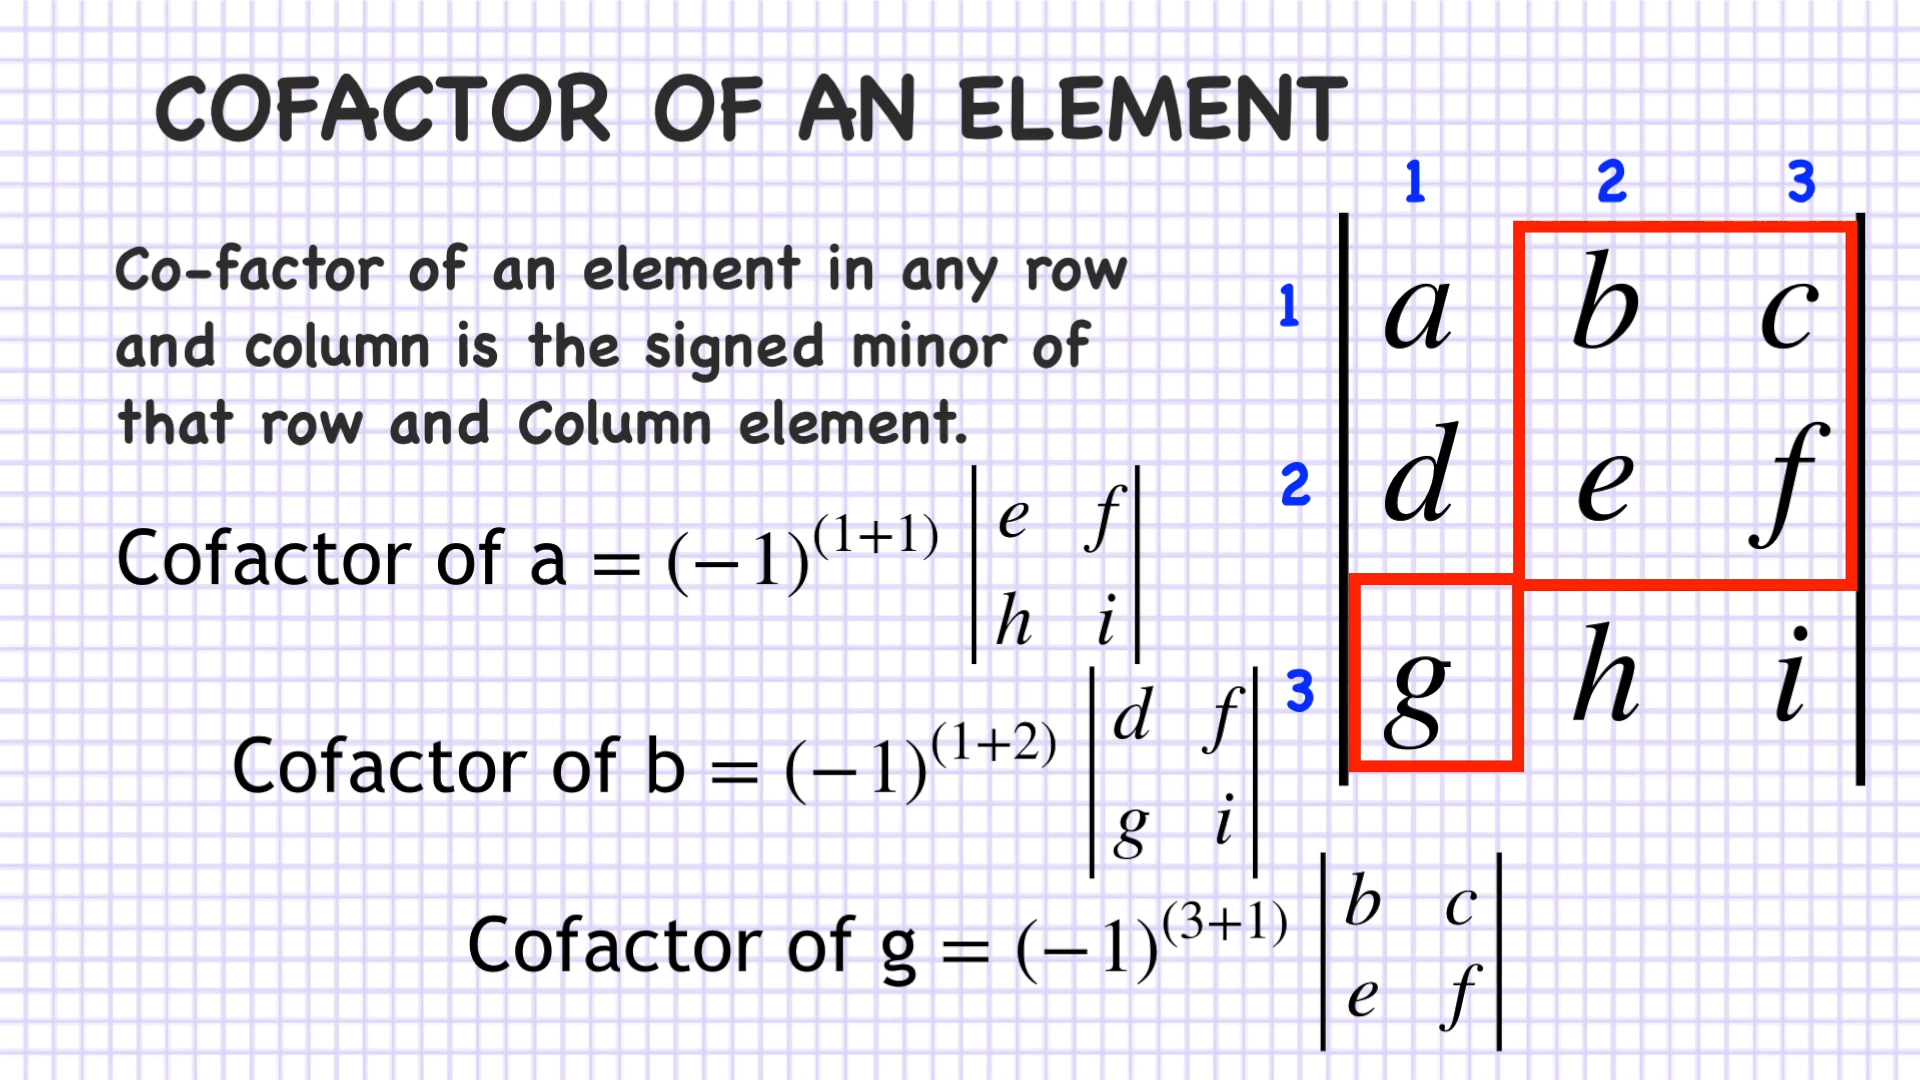 COFACTOR OF AN ELEMENT
Co-factor of an element in any row
and column is the signed minor of
that row and Column element.
1 2 3
1 a b c
2 d e f
3 g h i
Cofactor of a = (−1)^(1+1) | e f |
| h i |
Cofactor of b = (−1)^(1+2) | d f |
| g i |
Cofactor of g = (−1)^(3+1) | b c |
| e f |